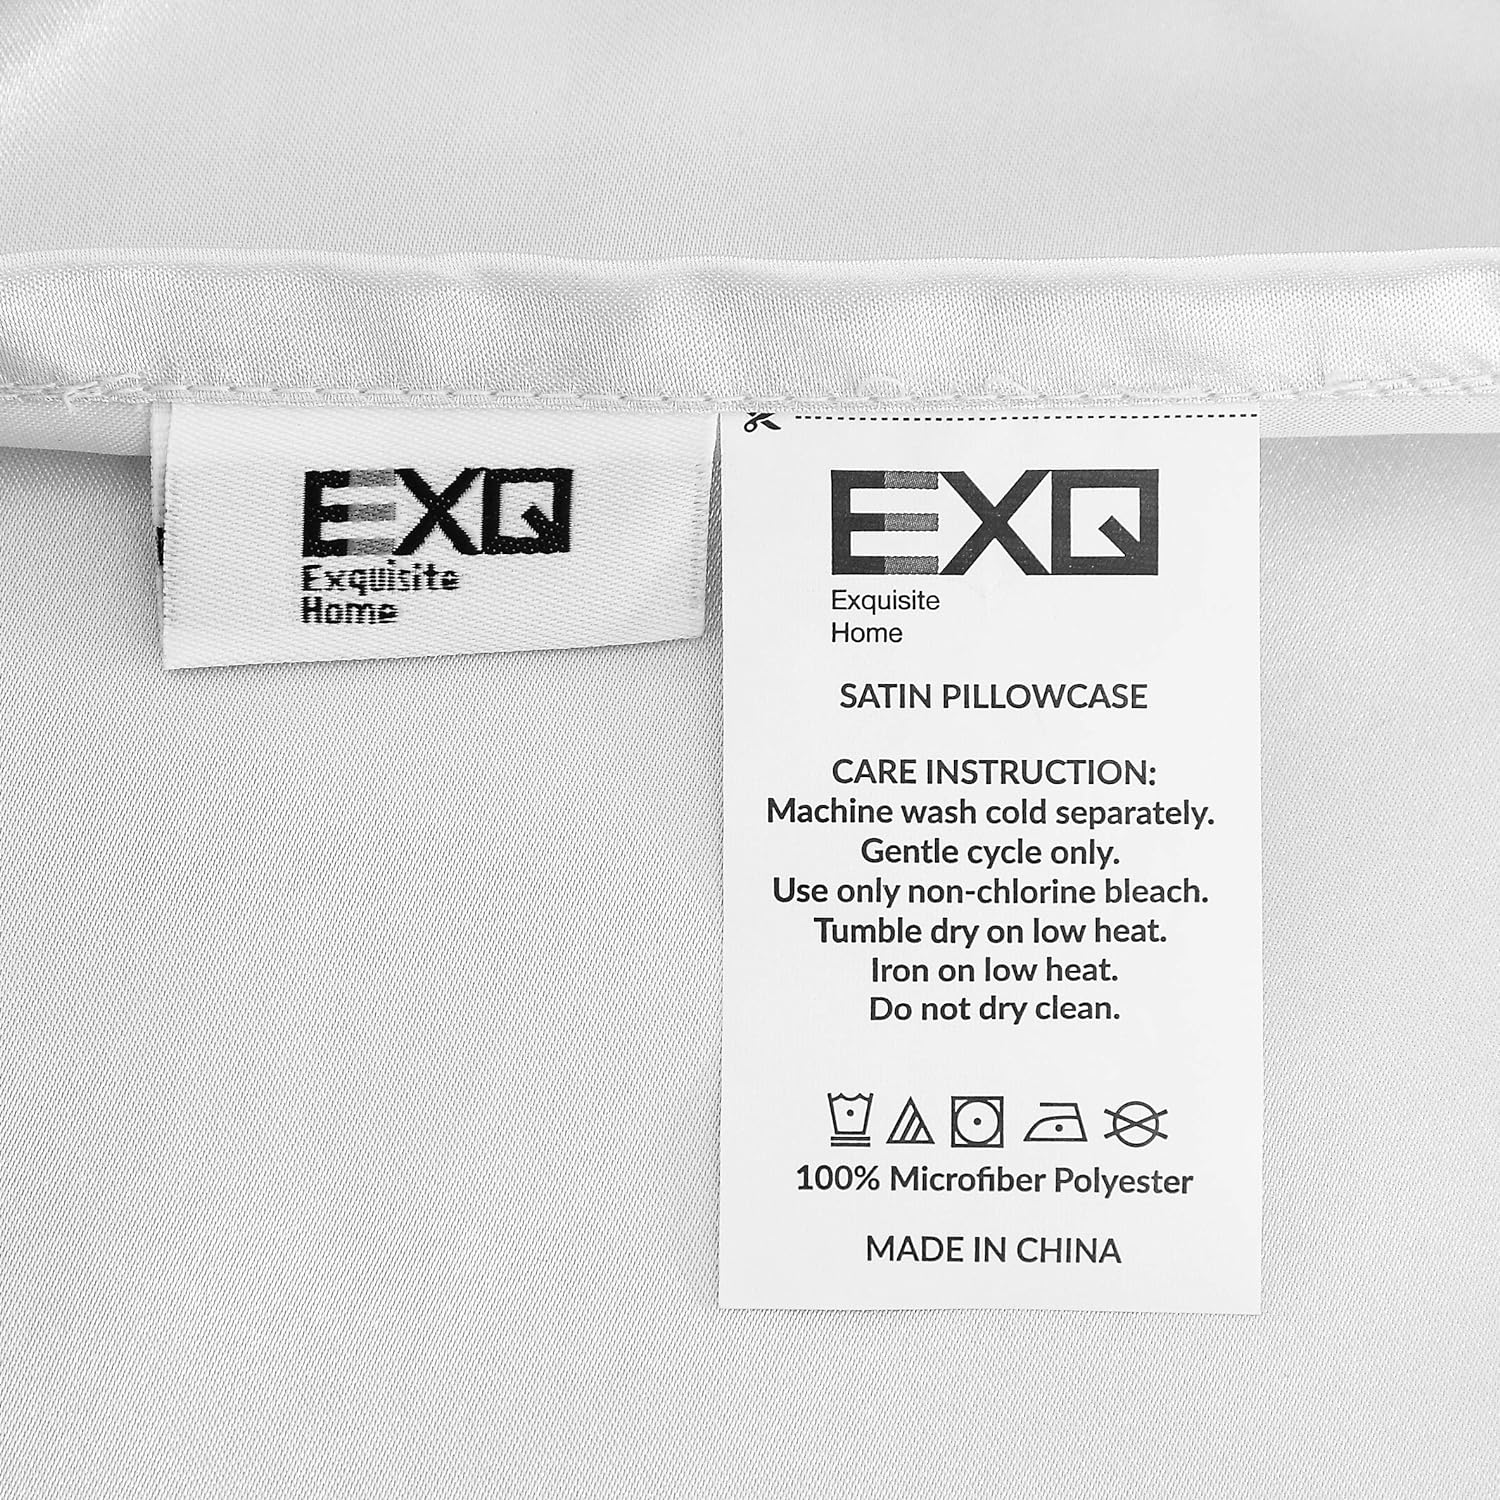 EXQ
Exquisite
Home
EXQ
Exquisite
Home
SATIN PILLOWCASE
CARE INSTRUCTION:
Machine wash cold separately.
Gentle cycle only.
Use only non-chlorine bleach.
Tumble dry on low heat.
Iron on low heat.
Do not dry clean.
100% Microfiber Polyester
MADE IN CHINA